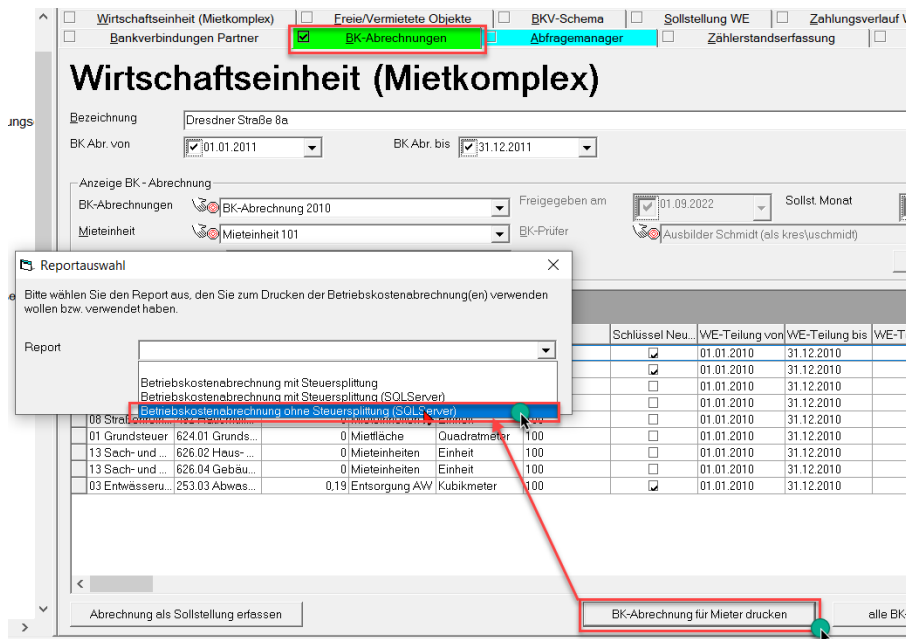 Wirtschaftseinheit (Mietkomplex) Freie/Vermietete Objekte BKV-Schema Sollstellung WE Zahlungsverlauf
Bankverbindungen Partner BK-Abrechnungen Abfragemanager Zählerstandserfassung
Wirtschaftseinheit (Mietkomplex)
Bezeichnung Dresdner Straße 8a
BK Abr. von 01.01.2011 BK Abr. bis 31.12.2011
Anzeige BK - Abrechnung
BK-Abrechnungen BK-Abrechnung 2010 Freigegeben am 01.09.2022 Sollst. Monat
Mieteinheit Mieteinheit 101 BK-Prüfer Ausbilder Schmidt (als kres\uschmidt)
Reportauswahl
Bitte wählen Sie den Report aus, den Sie zum Drucken der Betriebskostenabrechnung(en) verwenden
wollen bzw. verwendet haben.
Report
Betriebskostenabrechnung mit Steuersplittung
Betriebskostenabrechnung mit Steuersplittung (SQLServer)
Betriebskostenabrechnung ohne Steuersplittung (SQLServer)
Schlüssel Neu... WE-Teilung von WE-Teilung bis
01.01.2010 31.12.2010
01.01.2010 31.12.2010
01.01.2010 31.12.2010
01.01.2010 31.12.2010
01.01.2010 31.12.2010
01 Grundsteuer 624.01 Grunds... 0 Mietfläche Quadratmeter 100 01.01.2010 31.12.2010
13 Sach- und ... 626.02 Haus- ... 0 Mieteinheiten Einheit 100 01.01.2010 31.12.2010
13 Sach- und ... 626.04 Gebäu... 0 Mieteinheiten Einheit 100 01.01.2010 31.12.2010
03 Entwässeru... 253.03 Abwas... 0,19 Entsorgung AW Kubikmeter 100 01.01.2010 31.12.2010
Abrechnung als Sollstellung erfassen BK-Abrechnung für Mieter drucken alle BK-